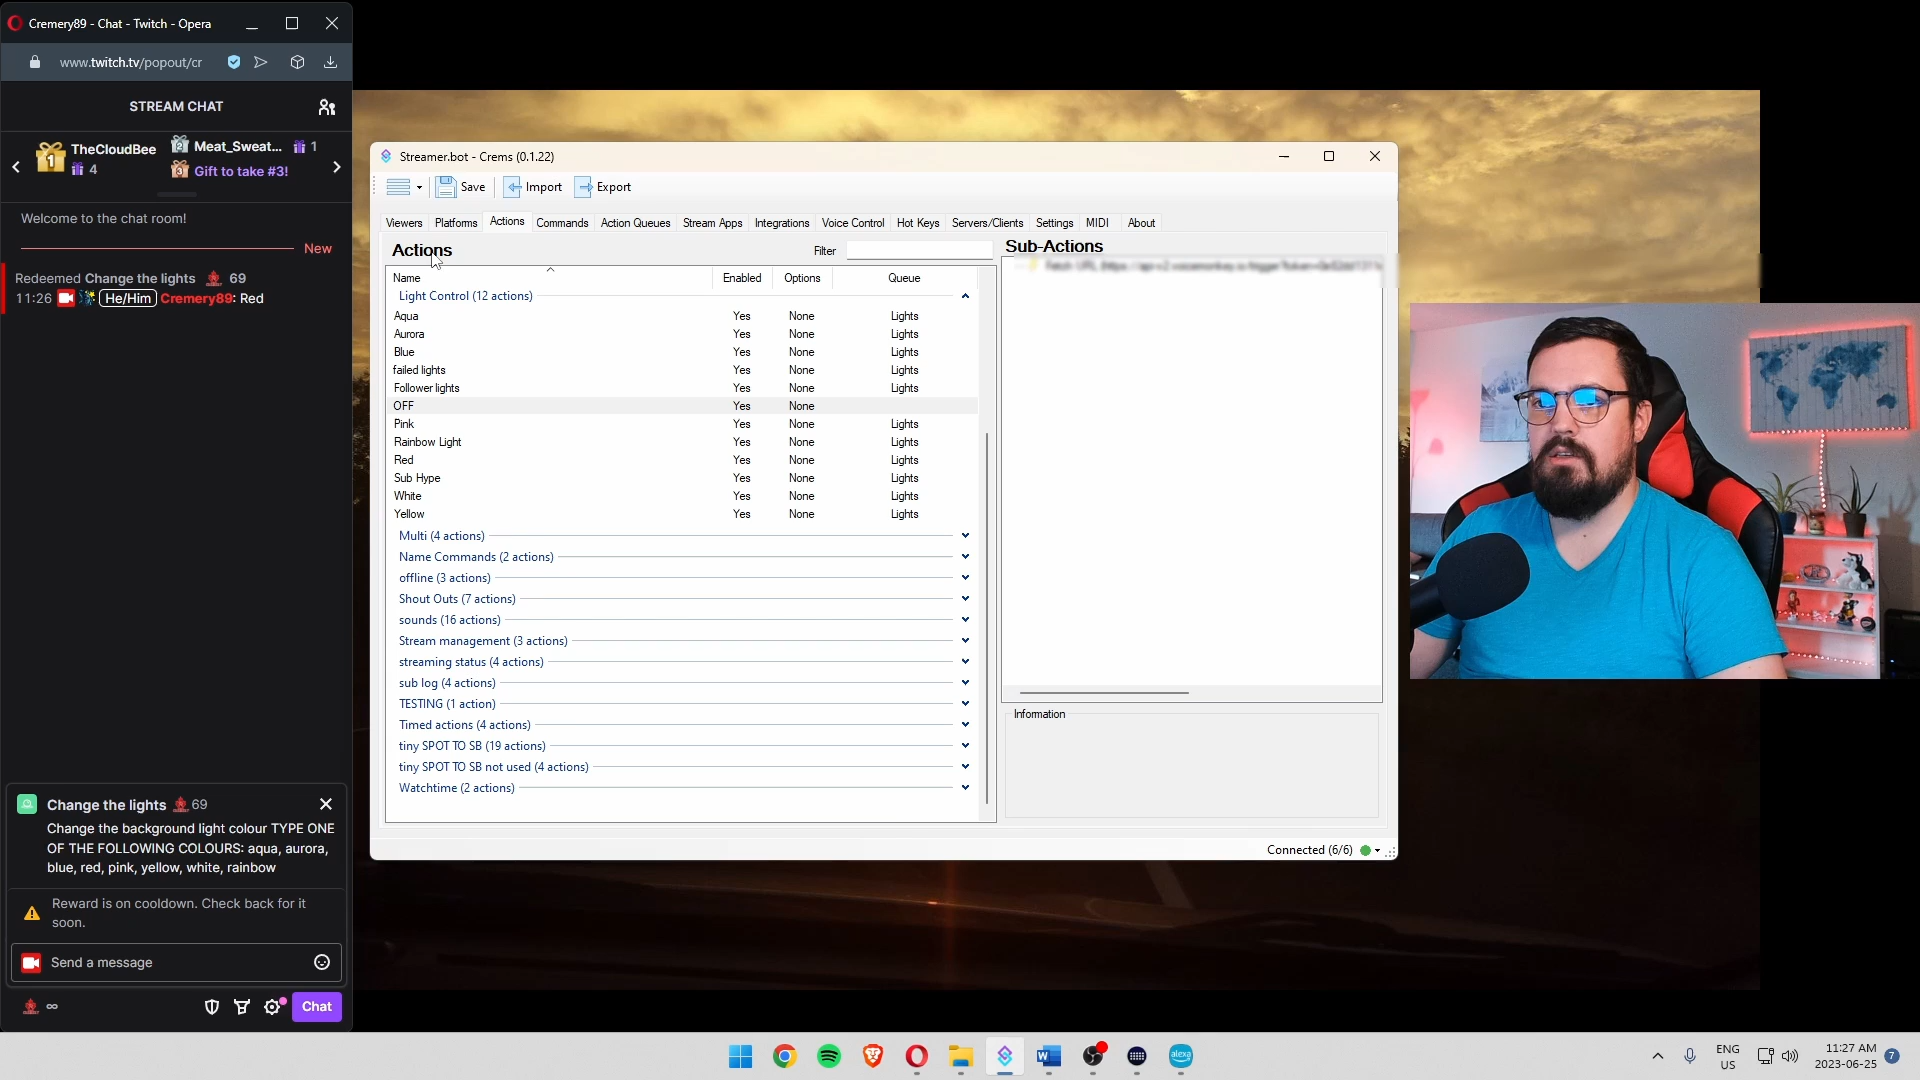 Cremery89 - Chat - Twitch - Opera
www.twitch.tv/popout/cr
STREAM CHAT
1
TheCloudBee
4
2
Meat_Sweat...
1
3
Gift to take #3!
Welcome to the chat room!
New
Redeemed Change the lights 69
11:26 He/Him Cremery89: Red
Change the lights 69
Change the background light colour TYPE ONE
OF THE FOLLOWING COLOURS: aqua, aurora,
blue, red, pink, yellow, white, rainbow
Reward is on cooldown. Check back for it
soon.
Send a message
∞
Chat
Streamer.bot - Crems (0.1.22)
Save Import Export
Viewers Platforms Actions Commands Action Queues Stream Apps Integrations Voice Control Hot Keys Servers/Clients Settings MIDI About
Actions
Filter
Name Enabled Options Queue
Light Control (12 actions)
Aqua Yes None Lights
Aurora Yes None Lights
Blue Yes None Lights
failed lights Yes None Lights
Follower lights Yes None Lights
OFF Yes None
Pink Yes None Lights
Rainbow Light Yes None Lights
Red Yes None Lights
Sub Hype Yes None Lights
White Yes None Lights
Yellow Yes None Lights
Multi (4 actions)
Name Commands (2 actions)
offline (3 actions)
Shout Outs (7 actions)
sounds (16 actions)
Stream management (3 actions)
streaming status (4 actions)
sub log (4 actions)
TESTING (1 action)
Timed actions (4 actions)
tiny SPOT TO SB (19 actions)
tiny SPOT TO SB not used (4 actions)
Watchtime (2 actions)
Sub-Actions
Information
Connected (6/6)
alexa
ENG
US
11:27 AM
2023-06-25
7